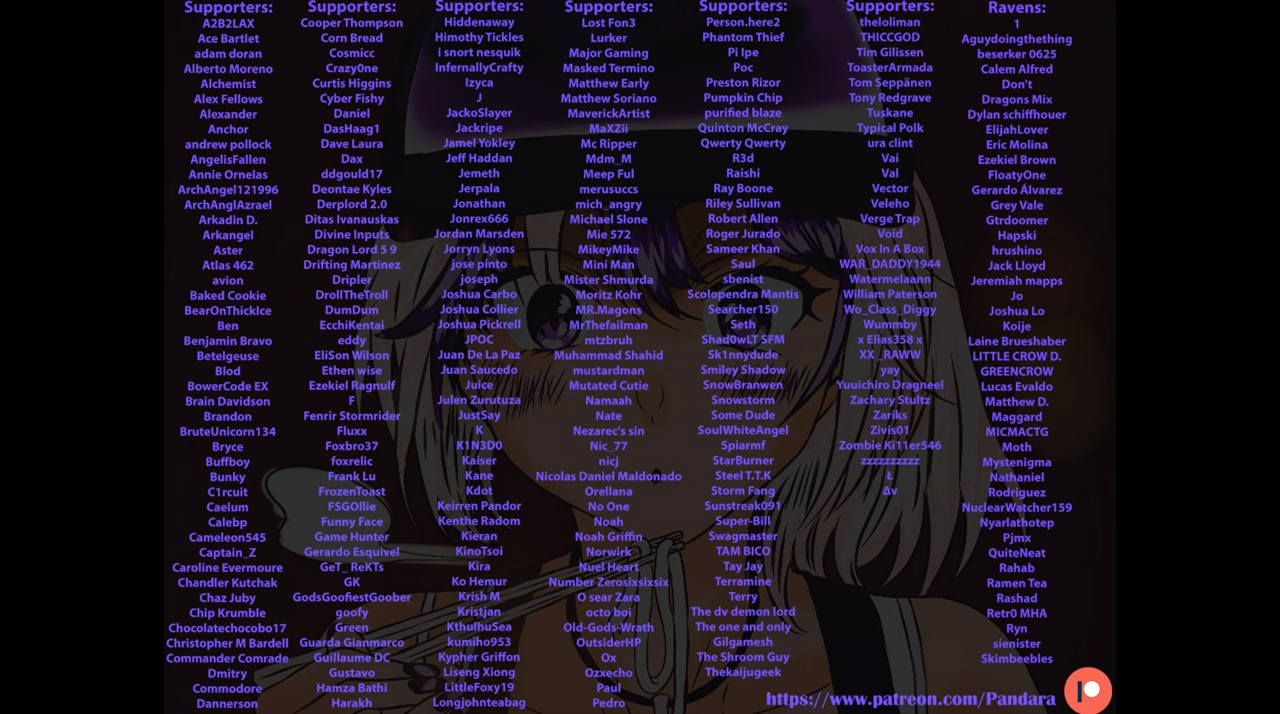 Supporters:
A2B2LAX
Ace Bartlet
adam doran
Alberto Moreno
Alchemist
Alex Fellows
Alexander
Anchor
andrew pollock
AngelisFallen
Annie Ornelas
ArchAngel121996
ArchAnglAzrael
Arkadin D.
Arkangel
Aster
Atlas 462
avion
Baked Cookie
BearOnThickIce
Ben
Benjamin Bravo
Betelgeuse
Blod
BowerCode EX
Brain Davidson
Brandon
BruteUnicorn134
Bryce
Buffboy
Bunky
C1rcuit
Caelum
Calebp
Cameleon545
Captain_Z
Caroline Evermoure
Chandler Kutchak
Chaz Juby
Chip Krumble
Chocolatechocobo17
Christopher M Bardell
Commander Comrade
Dmitry
Commodore
Dannerson
Supporters:
Cooper Thompson
Corn Bread
Cosmicc
Crazy0ne
Curtis Higgins
Cyber Fishy
Daniel
DasHaag1
Dave Laura
Dax
ddgould17
Deontae Kyles
Derplord 2.0
Ditas Ivanauskas
Divine Inputs
Dragon Lord 5 9
Drifting Martinez
Dripler
DrollTheTroll
DumDum
EcchiKentai
eddy
EliSon Wilson
Ethen wise
Ezekiel Ragnulf
F
Fenrir Stormrider
Fluxx
Foxbro37
foxrelic
Frank Lu
FrozenToast
FSGOllie
Funny Face
Game Hunter
Gerardo Esquivel
GeT_ ReKTs
GK
GodsGoofiestGoober
goofy
Green
Guarda Gianmarco
Guillaume DC
Gustavo
Hamza Bathi
Harakh
Supporters:
Hiddenaway
Himothy Tickles
i snort nesquik
InfernallyCrafty
Izyca
J
JackoSlayer
Jackripe
Jamel Yokley
Jeff Haddan
Jemeth
Jerpala
Jonathan
Jonrex666
Jordan Marsden
Jorryn Lyons
jose pinto
joseph
Joshua Carbo
Joshua Collier
Joshua Pickrell
JPOC
Juan De La Paz
Juan Saucedo
Juice
Julen Zurutuza
JustSay
K
K1N3D0
Kaiser
Kane
Kdot
Keirren Pandor
Kenthe Radom
Kieran
KinoTsoi
Kira
Ko Hemur
Krish M
Kristjan
KthulhuSea
kumiho953
Kypher Griffon
Liseng Xiong
LittleFoxy19
Longjohnteabag
Supporters:
Lost Fon3
Lurker
Major Gaming
Masked Termino
Matthew Early
Matthew Soriano
MaverickArtist
MaXZii
Mc Ripper
Mdm_M
Meep Ful
merusuccs
mich_angry
Michael Slone
Mie 572
MikeyMike
Mini Man
Mister Shmurda
Moritz Kohr
MR.Magons
MrThefailman
mtzbruh
Muhammad Shahid
mustardman
Mutated Cutie
Namaah
Nate
Nezarec's sin
Nic_77
nicj
Nicolas Daniel Maldonado
Orellana
No One
Noah
Noah Griffin
Norwirk
Nuel Heart
Number Zerosixsixsix
O sear Zara
octo boi
Old-Gods-Wrath
OutsiderHP
Ox
Ozxecho
Paul
Pedro
Supporters:
Person.here2
Phantom Thief
Pi Ipe
Poc
Preston Rizor
Pumpkin Chip
purified blaze
Quinton McCray
Qwerty Qwerty
R3d
Raishi
Ray Boone
Riley Sullivan
Robert Allen
Roger Jurado
Sameer Khan
Saul
sbenist
Scolopendra Mantis
Searcher150
Seth
Shad0wLT SFM
Sk1nnydude
Smiley Shadow
SnowBranwen
Snowstorm
Some Dude
SoulWhiteAngel
Spiarmf
StarBurner
Steel T.T.K
Storm Fang
Sunstreak091
Super-Bill
Swagmaster
TAM BICO
Tay Jay
Terramine
Terry
The dv demon lord
The one and only
Gilgamesh
The Shroom Guy
Thekaijugeek
Supporters:
theloliman
THICCGOD
Tim Gilissen
ToasterArmada
Tom Seppänen
Tony Redgrave
Tuskane
Typical Polk
ura clint
Vai
Val
Vector
Veleho
Verge Trap
Void
Vox In A Box
WAR_DADDY1944
Watermelaann
William Paterson
Wo_Class_Diggy
Wummby
x Elias358 x
XX _RAWW
yay
Yuuichiro Dragneel
Zachary Stultz
Zariks
Zivis01
Zombie Ki11er546
zzzzzzzzzz
Ł
Δv
Ravens:
1
Aguydoingthething
beserker 0625
Calem Alfred
Don't
Dragons Mix
Dylan schiffhouer
ElijahLover
Eric Molina
Ezekiel Brown
FloatyOne
Gerardo Álvarez
Grey Vale
Gtrdoomer
Hapski
hrushino
Jack Lloyd
Jeremiah mapps
Jo
Joshua Lo
Koije
Laine Brueshaber
LITTLE CROW D.
GREENCROW
Lucas Evaldo
Matthew D.
Maggard
MICMACTG
Moth
Mystenigma
Nathaniel
Rodriguez
NuclearWatcher159
Nyarlathotep
Pjmx
QuiteNeat
Rahab
Ramen Tea
Rashad
Retr0 MHA
Ryn
sienister
Skimbeebles
https://www.patreon.com/Pandara